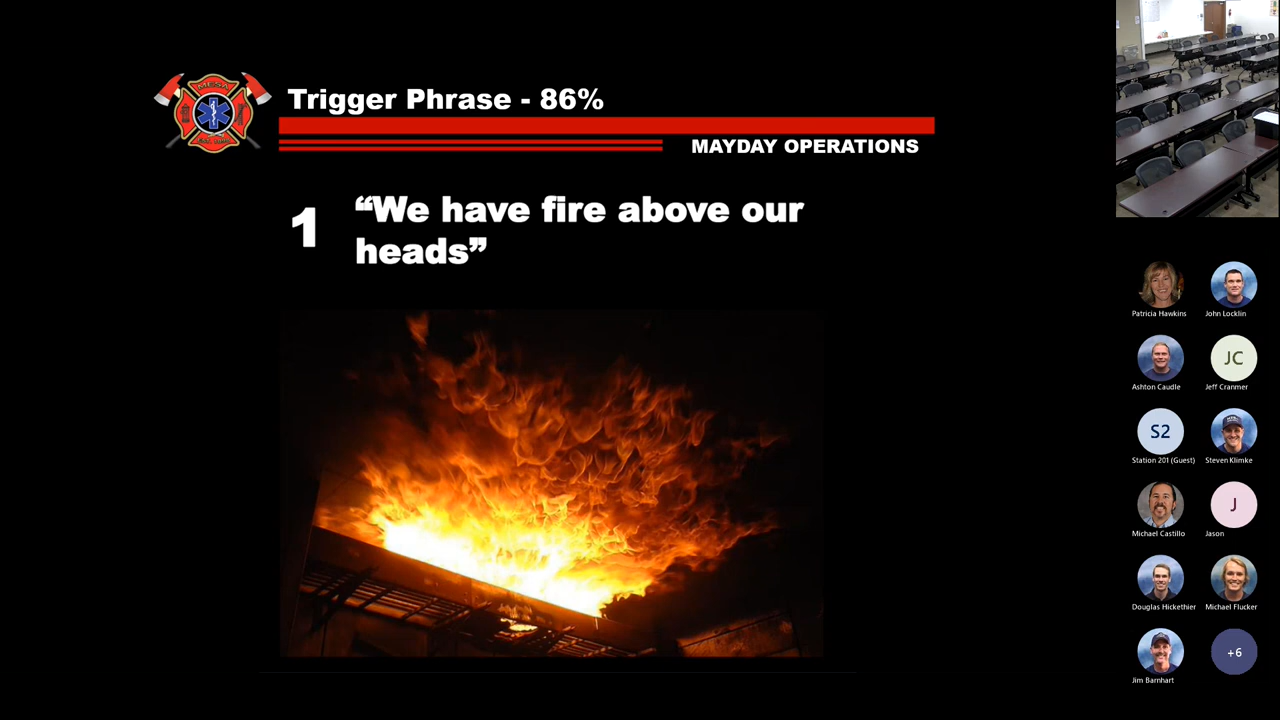 Trigger Phrase - 86%
MAYDAY OPERATIONS
1
“We have fire above our
heads”
MESA
Patricia Hawkins
John Locklin
Ashton Caudle
JC
Jeff Cranmer
S2
Station 201 (Guest)
Steven Klimke
Michael Castillo
J
Jason
Douglas Hickethier
Michael Flucker
Jim Barnhart
+6